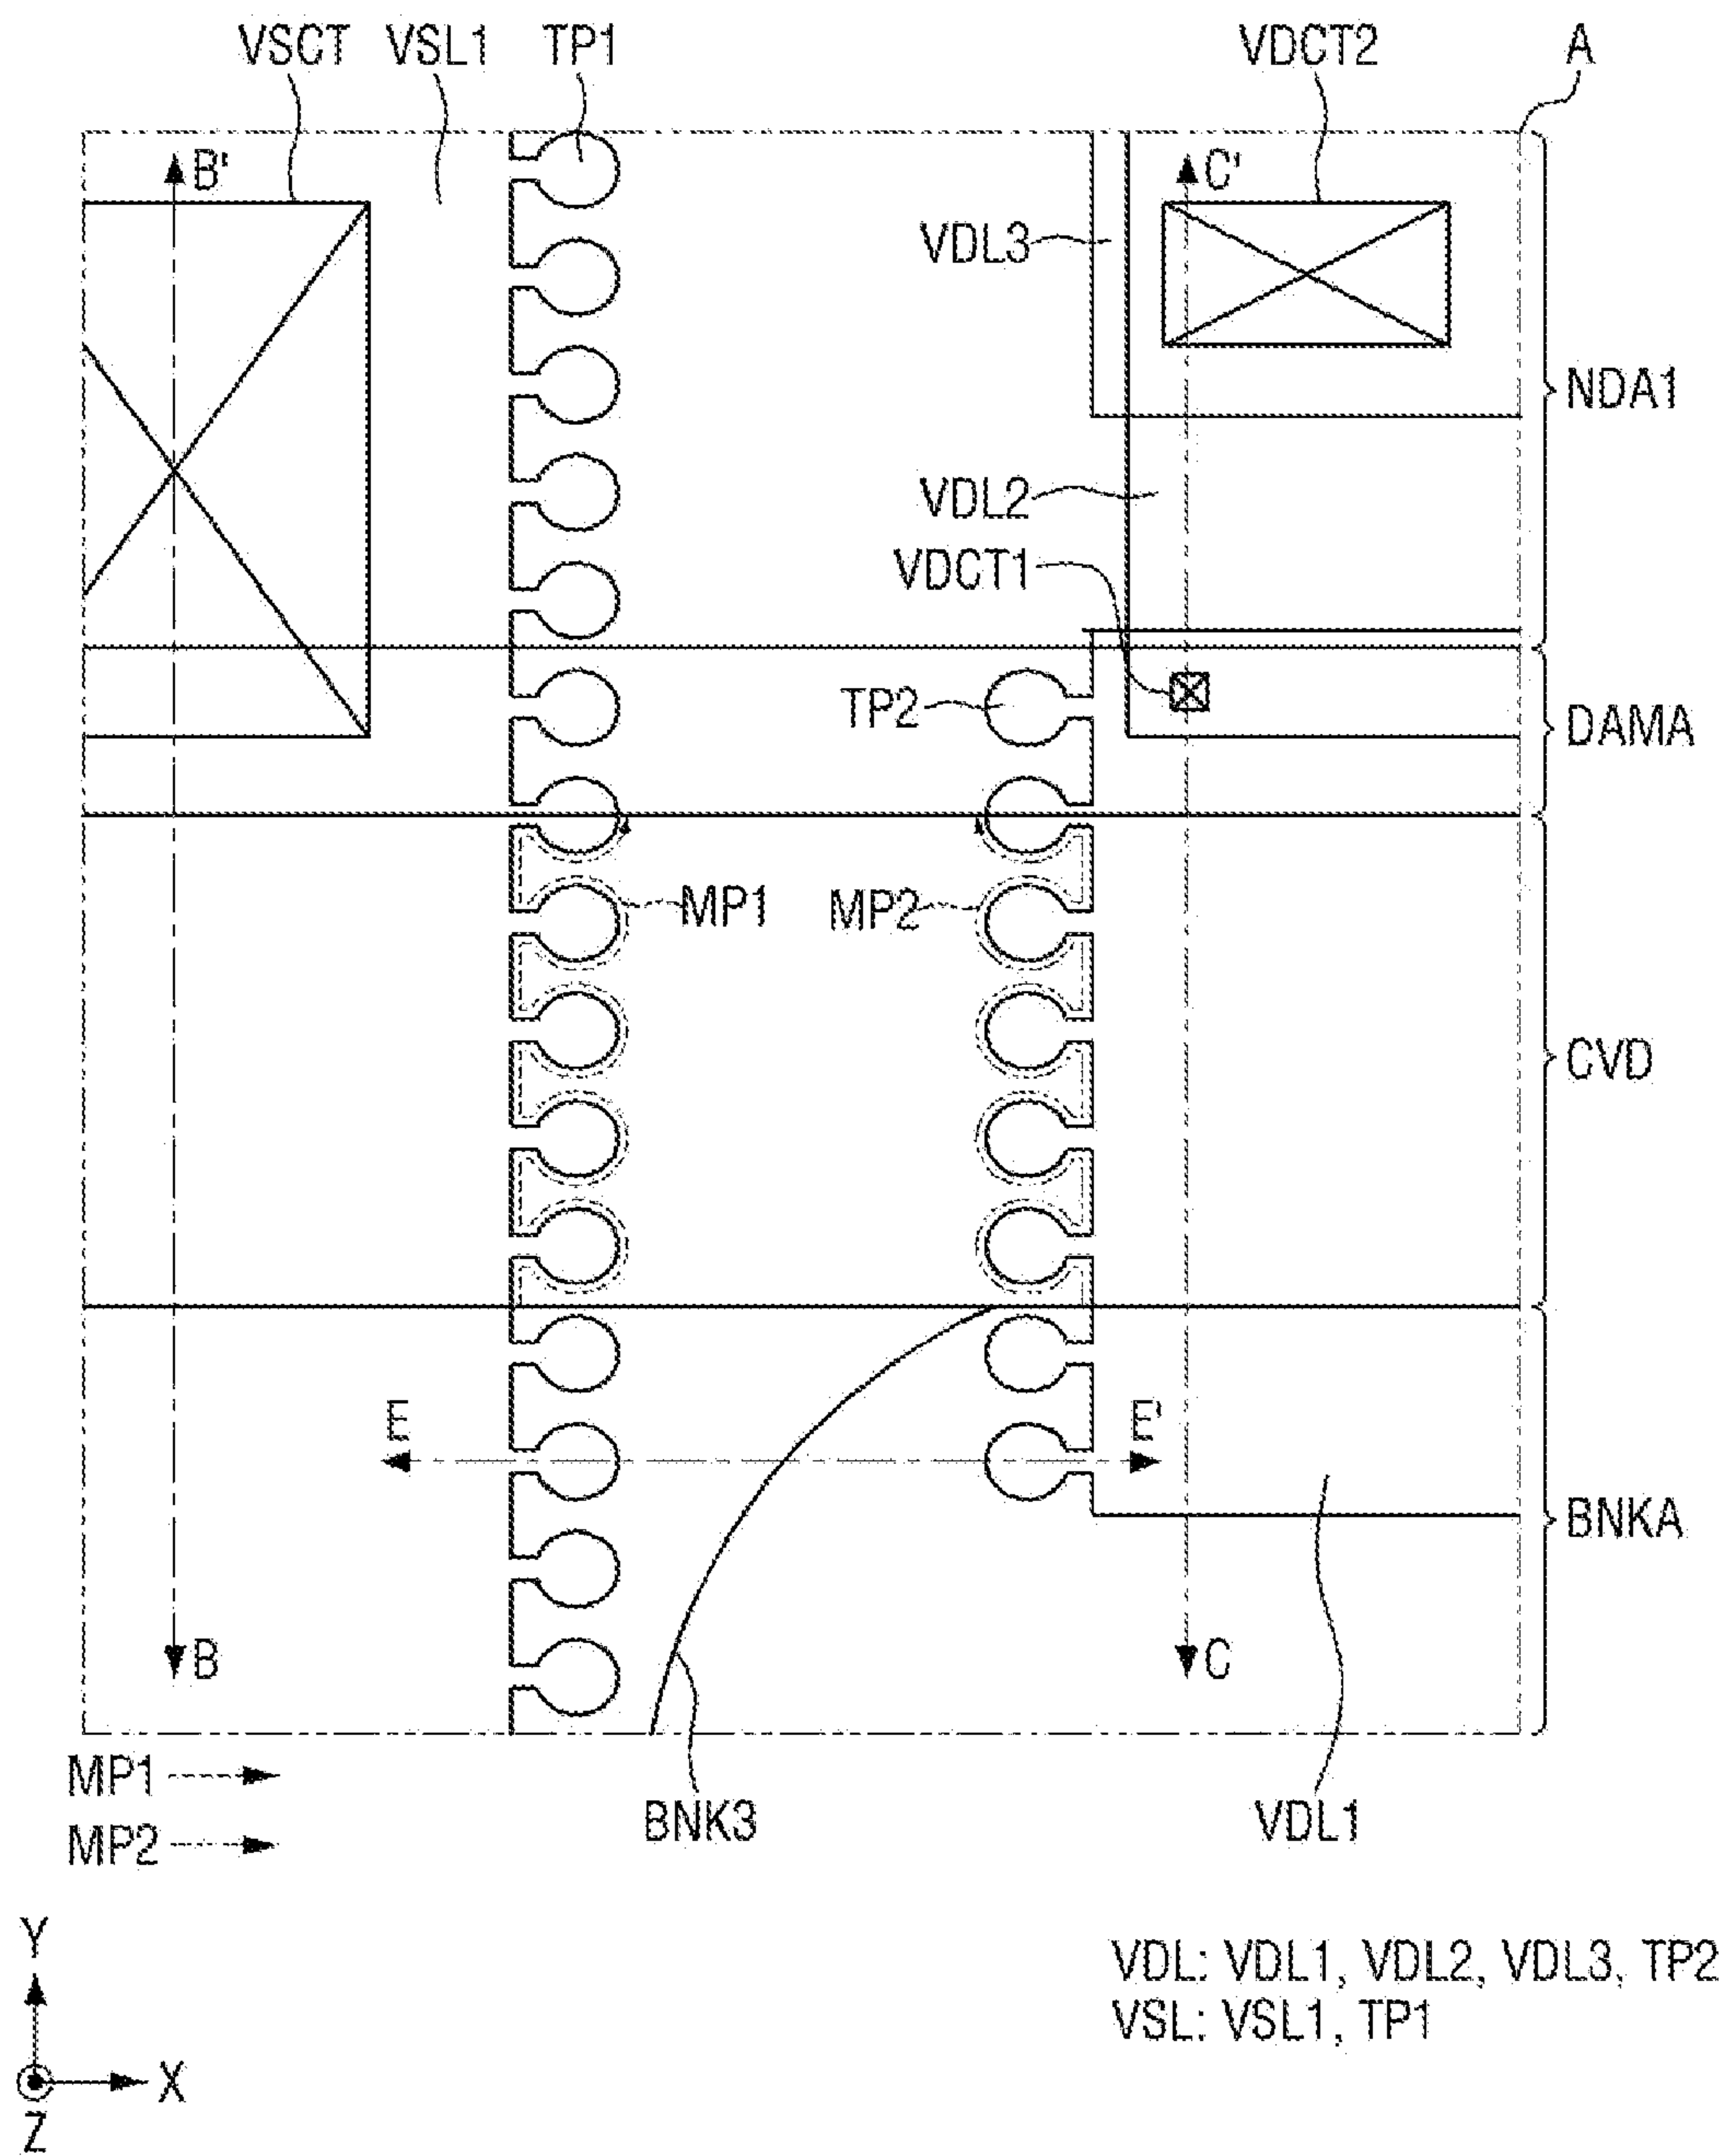 VSCT VSL1 TP1 VDCT2 A
B' C'
VDL3
NDA1
VDL2
VDCT1
TP2 DAMA
MP1 MP2
CVD
E E'
BNKA
B C
MP1
MP2
BNK3 VDL1
Y
X
Z
VDL: VDL1, VDL2, VDL3, TP2
VSL: VSL1, TP1